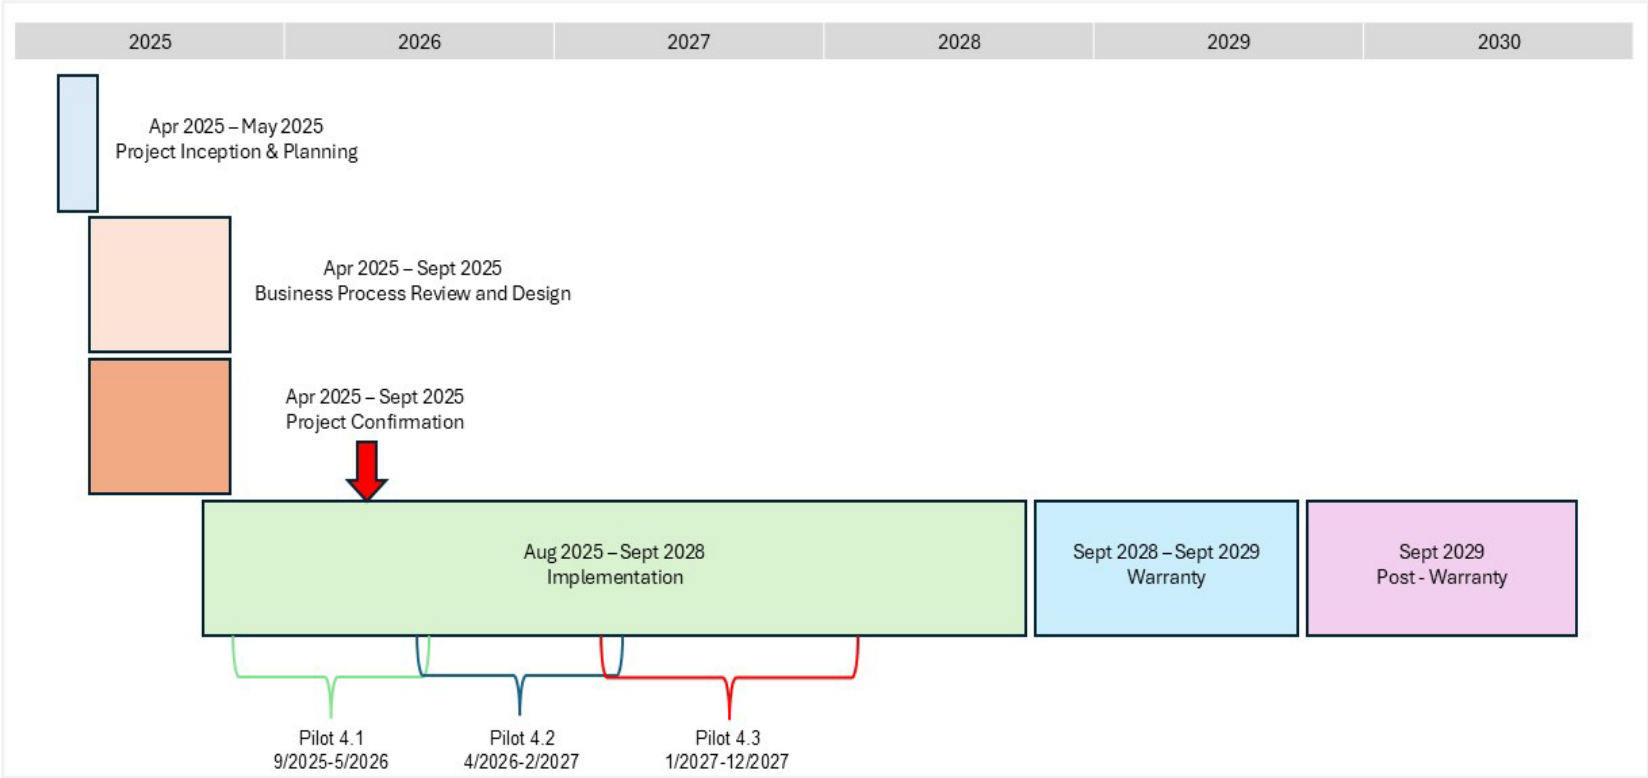 2025
2026
2027
2028
2029
2030
Apr 2025 – May 2025
Project Inception & Planning
Apr 2025 – Sept 2025
Business Process Review and Design
Apr 2025 – Sept 2025
Project Confirmation
Aug 2025 – Sept 2028
Implementation
Sept 2028 – Sept 2029
Warranty
Sept 2029
Post - Warranty
Pilot 4.1
9/2025-5/2026
Pilot 4.2
4/2026-2/2027
Pilot 4.3
1/2027-12/2027